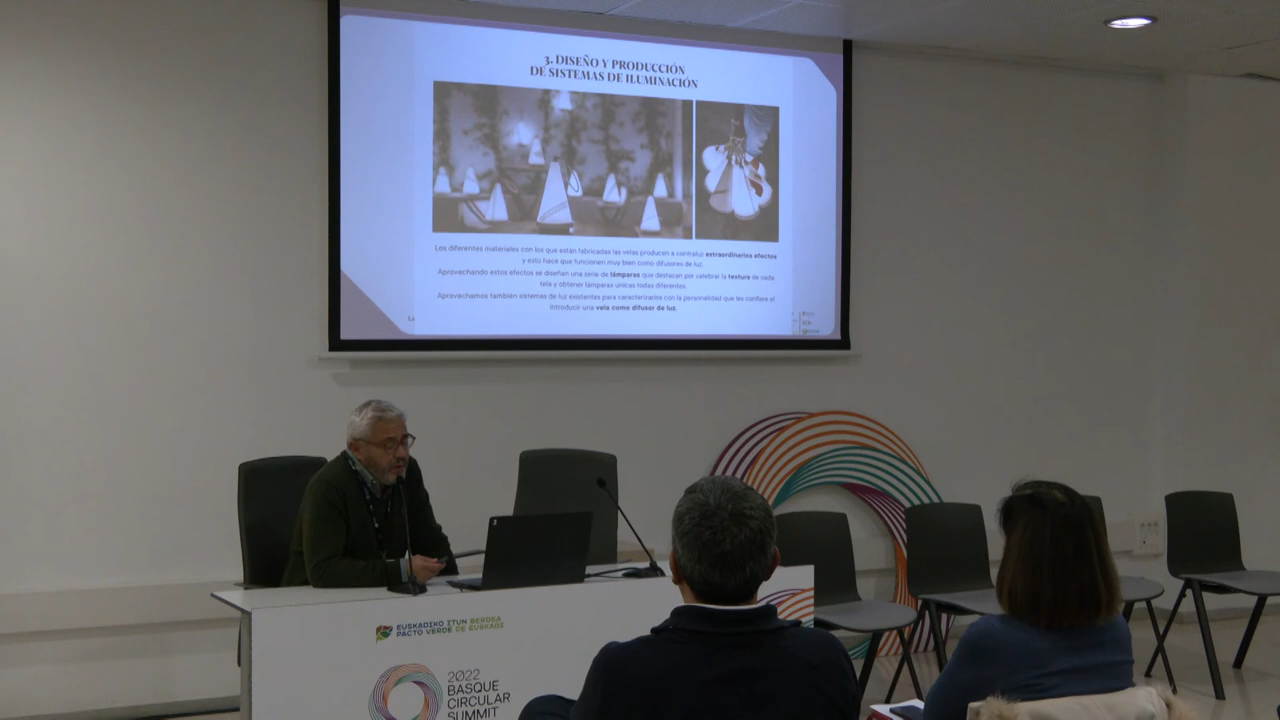 3. DISEÑO Y PRODUCCIÓN
DE SISTEMAS DE ILUMINACIÓN
Los diferentes materiales con los que están fabricadas las velas producen a contraluz extraordinarios efectos
y esto hace que funcionen muy bien como difusores de luz.
Aprovechando estos efectos se diseñan una serie de lámparas que destacan por celebrar la textura de cada
tela y obtener lámparas únicas todas diferentes.
Aprovechamos también sistemas de luz existentes para caracterizarlos con la personalidad que les confiere el
introducir una vela como difusor de luz.
EUSKADIKO ITUN BERDEA
PACTO VERDE DE EUSKADI
2022
BASQUE
CIRCULAR
SUMMIT